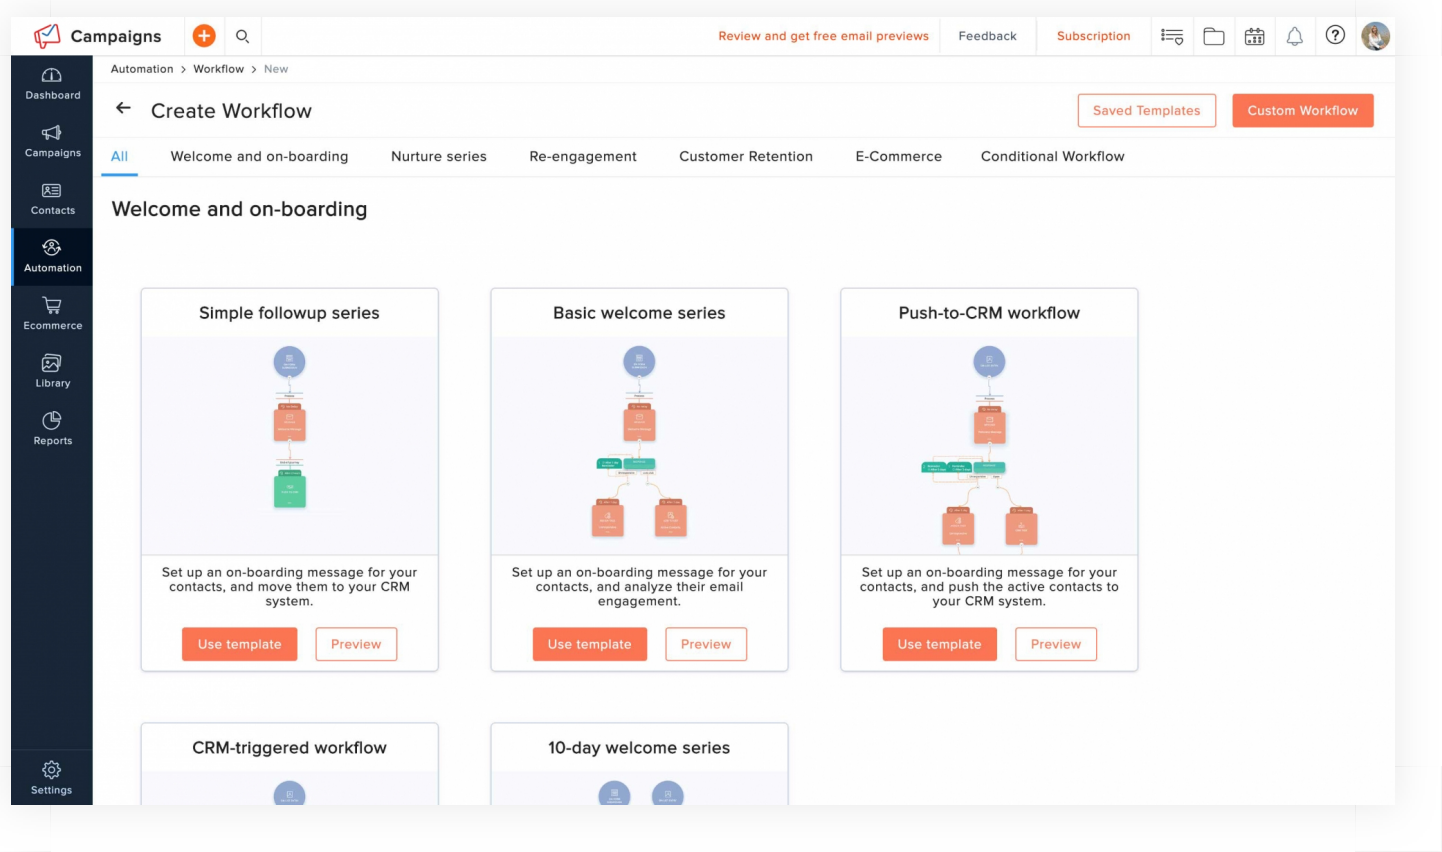 Campaigns
Review and get free email previews
Feedback
Subscription
Automation > Workflow > New
Create Workflow
Saved Templates
Custom Workflow
All
Welcome and on-boarding
Nurture series
Re-engagement
Customer Retention
E-Commerce
Conditional Workflow
Dashboard
Campaigns
Contacts
Automation
Ecommerce
Library
Reports
Settings
Welcome and on-boarding
Simple followup series
Set up an on-boarding message for your
contacts, and move them to your CRM
system.
Use template
Preview
Basic welcome series
Set up an on-boarding message for your
contacts, and analyze their email
engagement.
Use template
Preview
Push-to-CRM workflow
Set up an on-boarding message for your
contacts, and push the active contacts to
your CRM system.
Use template
Preview
CRM-triggered workflow
10-day welcome series